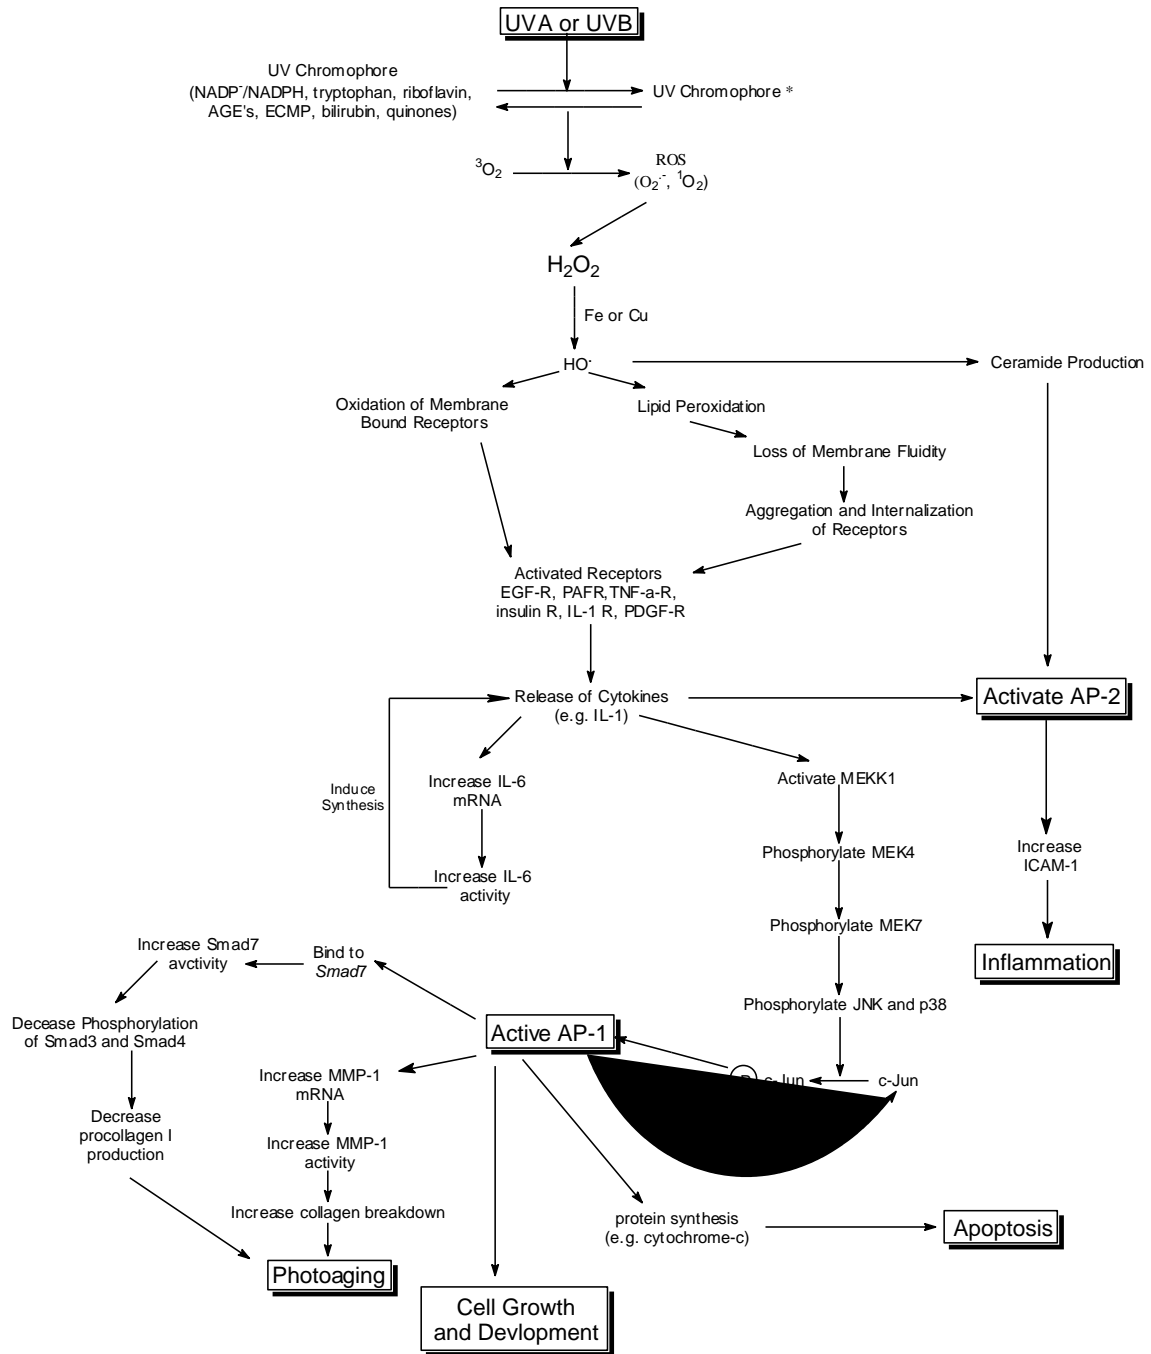 UVA or UVB
UV Chromophore
(NADP⁻/NADPH, tryptophan, riboflavin,
AGE's, ECMP, bilirubin, quinones)
UV Chromophore *
³O₂
ROS
(O₂·⁻, ¹O₂)
H₂O₂
Fe or Cu
HO·
Ceramide Production
Oxidation of Membrane
Bound Receptors
Lipid Peroxidation
Loss of Membrane Fluidity
Aggregation and Internalization
of Receptors
Activated Receptors
EGF-R, PAFR,TNF-a-R,
insulin R, IL-1 R, PDGF-R
Release of Cytokines
(e.g. IL-1)
Activate AP-2
Induce
Synthesis
Increase IL-6
mRNA
Activate MEKK1
Increase
ICAM-1
Phosphorylate MEK4
Increase IL-6
activity
Phosphorylate MEK7
Inflammation
Increase Smad7
avctivity
Bind to
Smad7
Phosphorylate JNK and p38
Decease Phosphorylation
of Smad3 and Smad4
Active AP-1
c-Jun
c-Jun
Increase MMP-1
mRNA
Decrease
procollagen I
production
Increase MMP-1
activity
Increase collagen breakdown
protein synthesis
(e.g. cytochrome-c)
Apoptosis
Photoaging
Cell Growth
and Devlopment